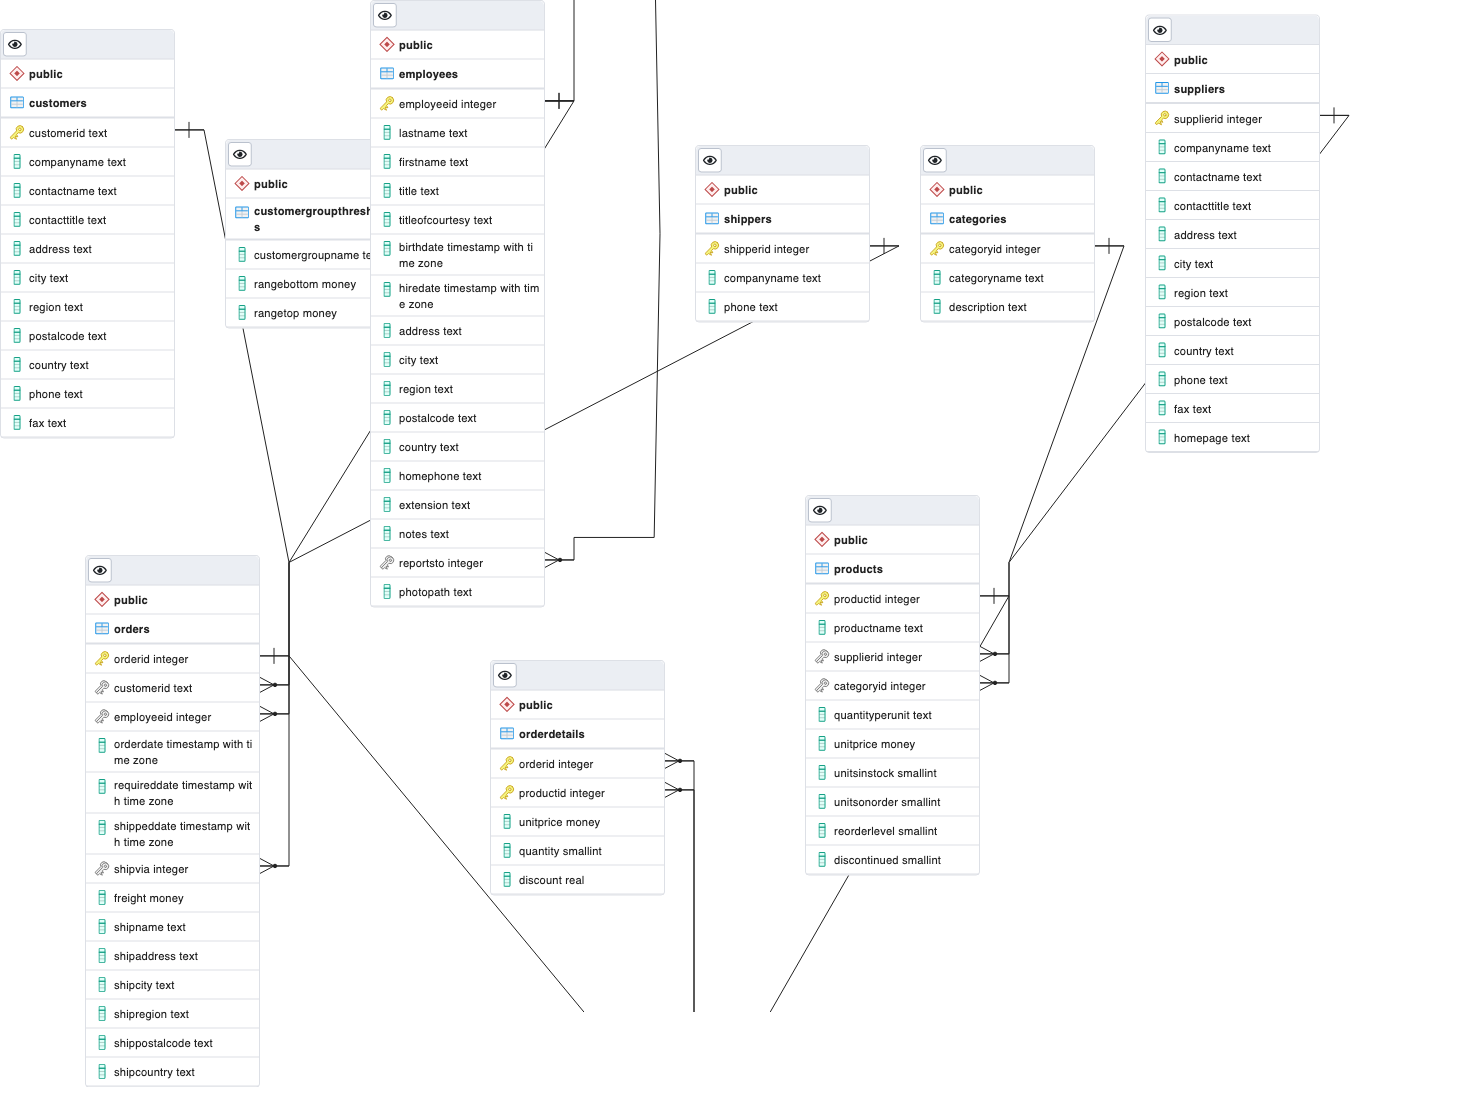 public
customers
customerid text
companyname text
contactname text
contacttitle text
address text
city text
region text
postalcode text
country text
phone text
fax text
public
customergroupthresh
s
customergroupname te
rangebottom money
rangetop money
public
employees
employeeid integer
lastname text
firstname text
title text
titleofcourtesy text
birthdate timestamp with ti
me zone
hiredate timestamp with tim
e zone
address text
city text
region text
postalcode text
country text
homephone text
extension text
notes text
reportsto integer
photopath text
public
shippers
shipperid integer
companyname text
phone text
public
categories
categoryid integer
categoryname text
description text
public
suppliers
supplierid integer
companyname text
contactname text
contacttitle text
address text
city text
region text
postalcode text
country text
phone text
fax text
homepage text
public
orders
orderid integer
customerid text
employeeid integer
orderdate timestamp with ti
me zone
requireddate timestamp wit
h time zone
shippeddate timestamp wit
h time zone
shipvia integer
freight money
shipname text
shipaddress text
shipcity text
shipregion text
shippostalcode text
shipcountry text
public
orderdetails
orderid integer
productid integer
unitprice money
quantity smallint
discount real
public
products
productid integer
productname text
supplierid integer
categoryid integer
quantityperunit text
unitprice money
unitsinstock smallint
unitsonorder smallint
reorderlevel smallint
discontinued smallint